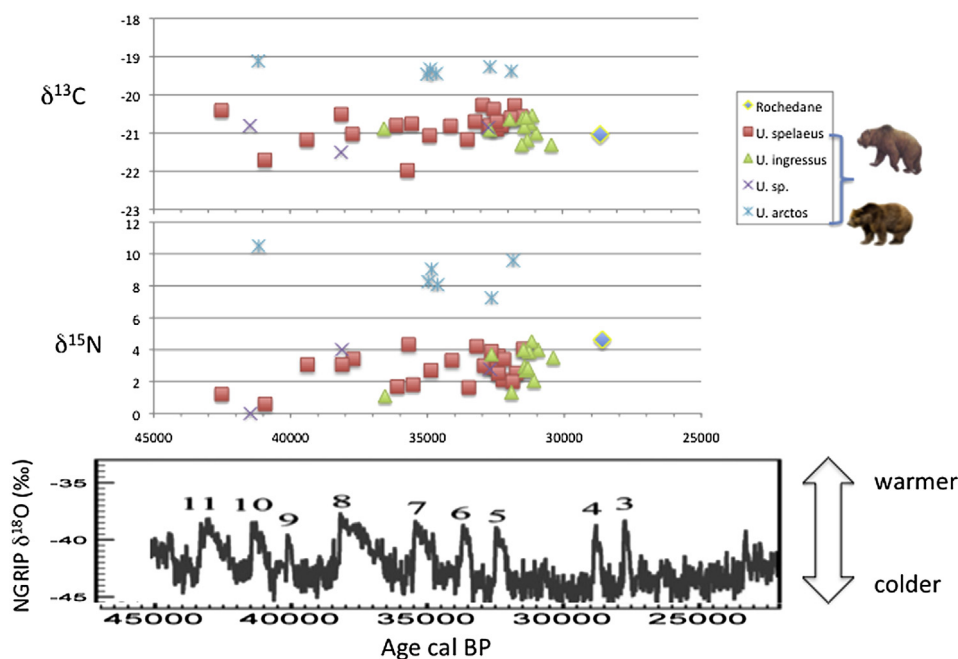 -18
-19
-20
-21
-22
-23
δ13C
12
10
8
6
4
2
0
δ15N
45000 40000 35000 30000 25000
Rochedane
U. spelaeus
U. ingressus
U. sp.
U. arctos
NGRIP δ18O (‰)
-35
-40
-45
11 10 9 8 7 6 5 4 3
45000 40000 35000 30000 25000
Age cal BP
warmer
colder